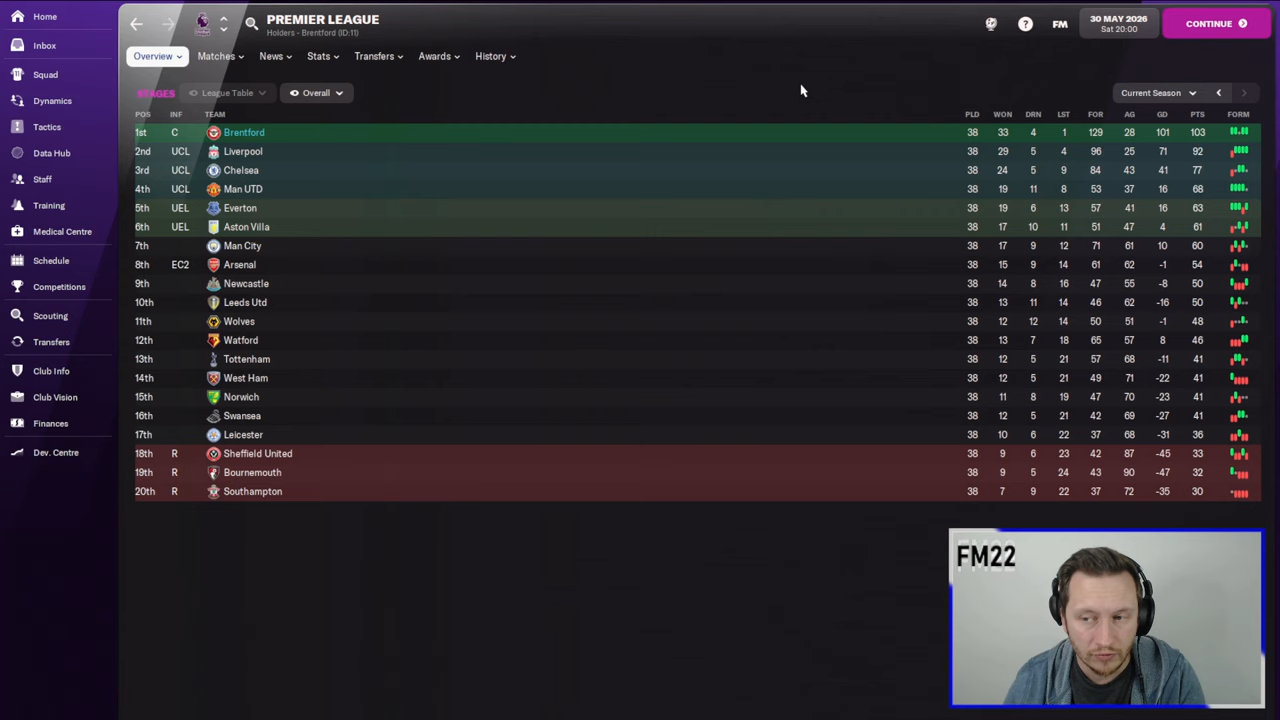 Home
Inbox
Squad
Dynamics
Tactics
Data Hub
Staff
Training
Medical Centre
Schedule
Competitions
Scouting
Transfers
Club Info
Club Vision
Finances
Dev. Centre
PREMIER LEAGUE
Holders - Brentford (ID:11)
? FM 30 MAY 2026 CONTINUE
Sat 20:00
Overview Matches News Stats Transfers Awards History
STAGES League Table Overall Current Season
POS INF TEAM PLD WON DRN LST FOR AG GD PTS FORM
1st C Brentford 38 33 4 1 129 28 101 103
2nd UCL Liverpool 38 29 5 4 96 25 71 92
3rd UCL Chelsea 38 24 5 9 84 43 41 77
4th UCL Man UTD 38 19 11 8 53 37 16 68
5th UEL Everton 38 19 6 13 57 41 16 63
6th UEL Aston Villa 38 17 10 11 51 47 4 61
7th Man City 38 17 9 12 71 61 10 60
8th EC2 Arsenal 38 15 9 14 61 62 -1 54
9th Newcastle 38 14 8 16 47 55 -8 50
10th Leeds Utd 38 13 11 14 46 62 -16 50
11th Wolves 38 12 12 14 50 51 -1 48
12th Watford 38 13 7 18 65 57 8 46
13th Tottenham 38 12 5 21 57 68 -11 41
14th West Ham 38 12 5 21 49 71 -22 41
15th Norwich 38 11 8 19 47 70 -23 41
16th Swansea 38 12 5 21 42 69 -27 41
17th Leicester 38 10 6 22 37 68 -31 36
18th R Sheffield United 38 9 6 23 42 87 -45 33
19th R Bournemouth 38 9 5 24 43 90 -47 32
20th R Southampton 38 7 9 22 37 72 -35 30
FM22